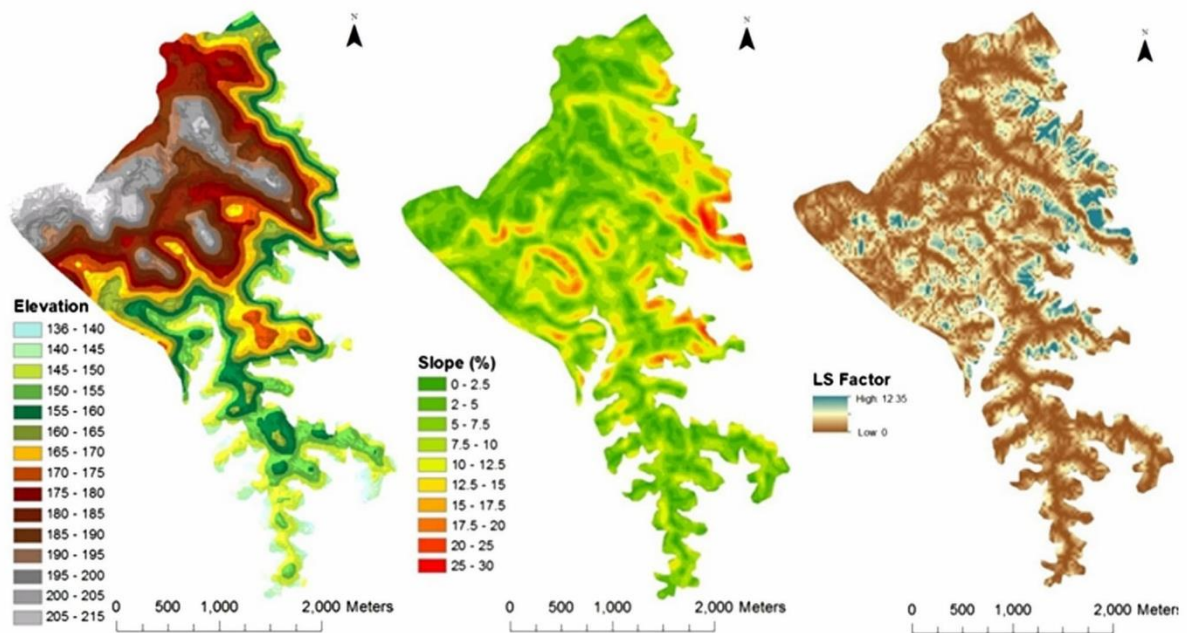 N
N
N
Elevation
136 - 140
140 - 145
145 - 150
150 - 155
155 - 160
160 - 165
165 - 170
170 - 175
175 - 180
180 - 185
185 - 190
190 - 195
195 - 200
200 - 205
205 - 215
0 500 1,000 2,000 Meters
Slope (%)
0 - 2.5
2 - 5
5 - 7.5
7.5 - 10
10 - 12.5
12.5 - 15
15 - 17.5
17.5 - 20
20 - 25
25 - 30
0 500 1,000 2,000 Meters
LS Factor
High: 12.35
Low: 0
0 500 1,000 2,000 Meters